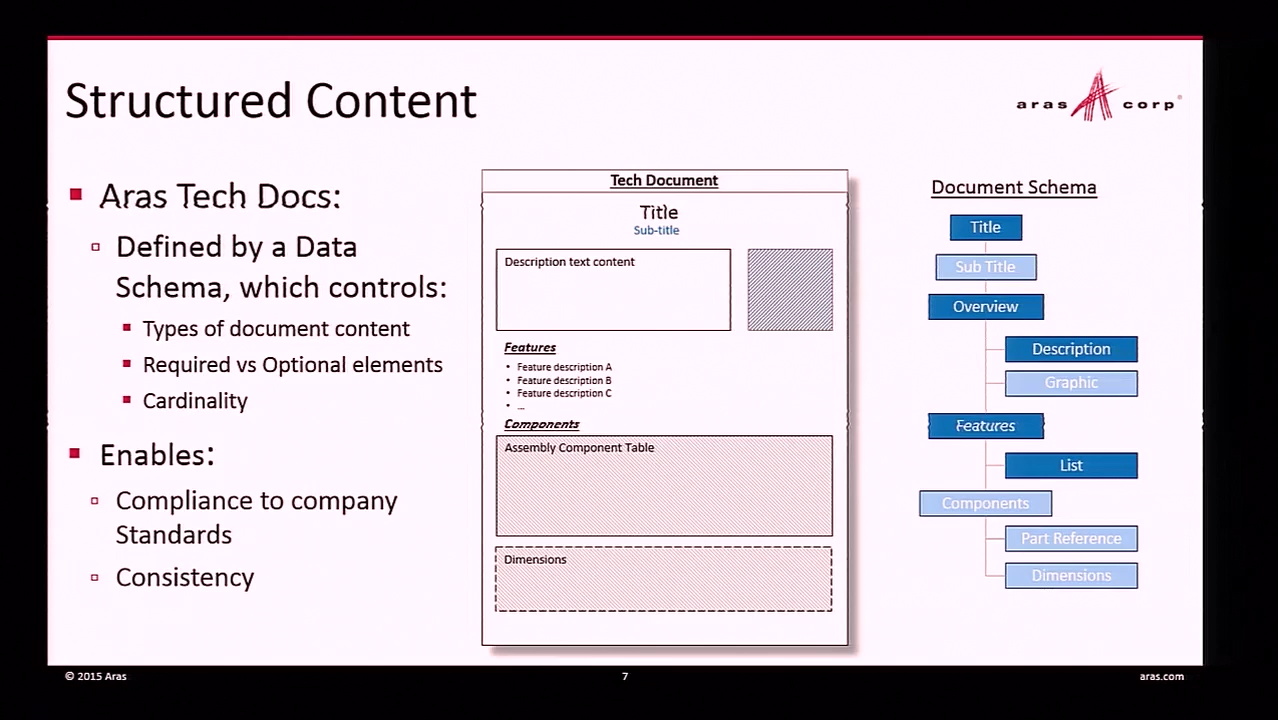 Structured Content
aras corp
Aras Tech Docs:
Defined by a Data
Schema, which controls:
Types of document content
Required vs Optional elements
Cardinality
Enables:
Compliance to company
Standards
Consistency
Tech Document
Title
Sub-title
Description text content
Features
• Feature description A
• Feature description B
• Feature description C
• ...
Components
Assembly Component Table
Dimensions
Document Schema
Title
Sub Title
Overview
Description
Graphic
Features
List
Components
Part Reference
Dimensions
© 2015 Aras
7
aras.com